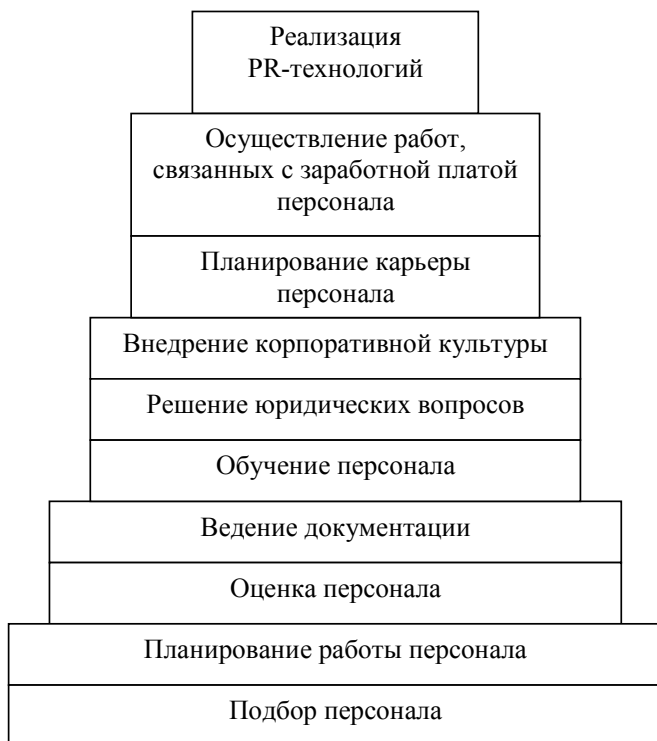 Реализация
PR-технологий
Осуществление работ,
связанных с заработной платой
персонала
Планирование карьеры
персонала
Внедрение корпоративной культуры
Решение юридических вопросов
Обучение персонала
Ведение документации
Оценка персонала
Планирование работы персонала
Подбор персонала